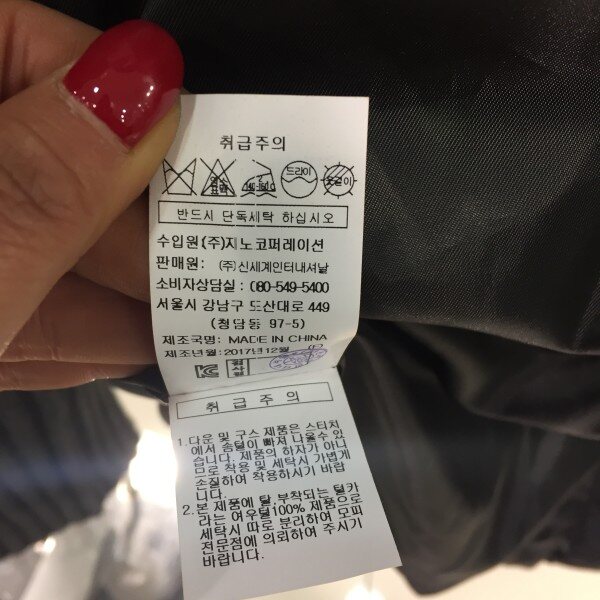 취급주의
드라이
옷걸이
반드시 단독세탁 하십시오
수입원(주)지노코퍼레이션
판매원: (주)신세계인터내셔날
소비자상담실 : 080-549-5400
서울시 강남구 도산대로 449
(청담동 97-5)
제조국명: MADE IN CHINA
제조년월:2017년12월
취급주의
1.다운 및 구스 제품은 스티치
에서 솜털이 빠져 나올수 있
습니다. 제품의 하자가 아니
므로 착용 및 세탁시 가볍게
손질하여 착용하시기 바랍
니다.
2.본 제품에 탈,부착되는 털카
라는 여우털100% 제품으로
세탁시 따로 분리하여 모피
전문점에 의뢰하여 주시기
바랍니다.